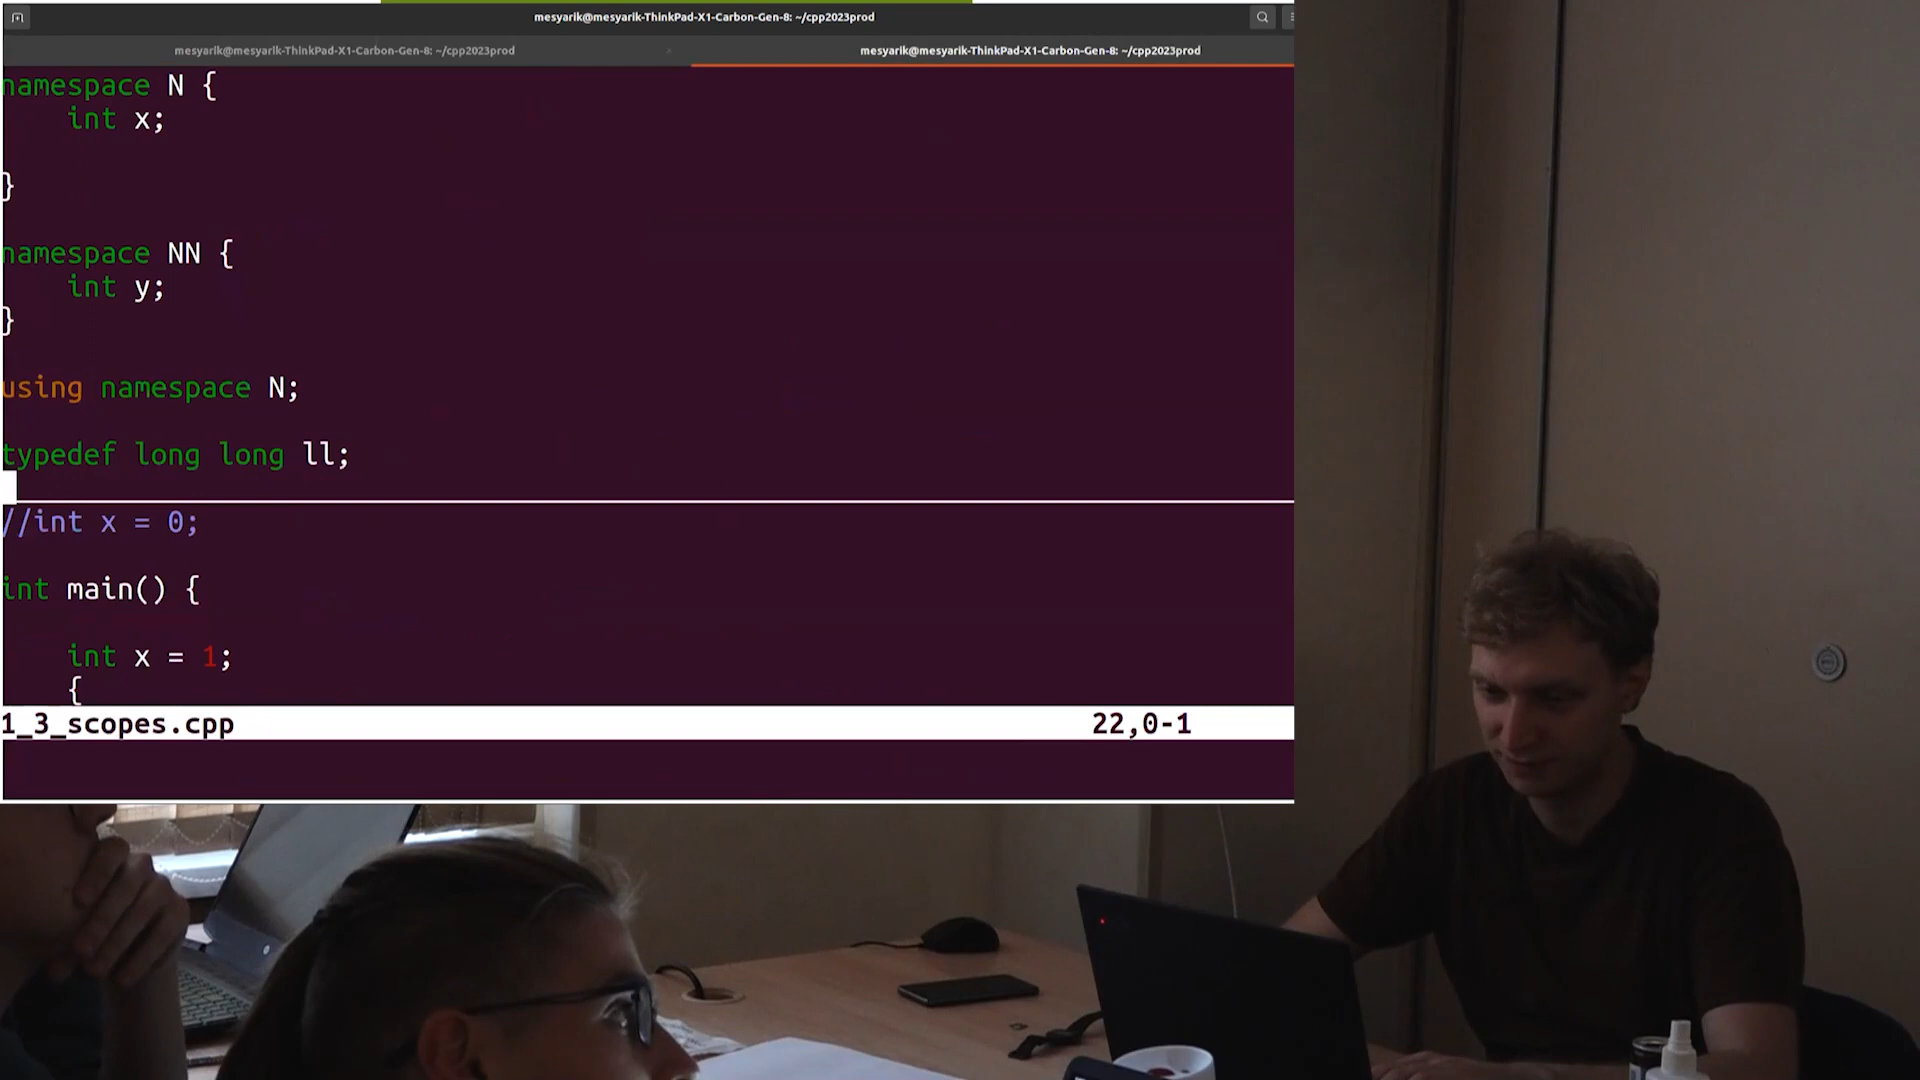 mesyarik@mesyarik-ThinkPad-X1-Carbon-Gen-8: ~/cpp2023prod
mesyarik@mesyarik-ThinkPad-X1-Carbon-Gen-8: ~/cpp2023prod
mesyarik@mesyarik-ThinkPad-X1-Carbon-Gen-8: ~/cpp2023prod
namespace N {
int x;
}
namespace NN {
int y;
}
using namespace N;
typedef long long ll;
//int x = 0;
int main() {
int x = 1;
{
1_3_scopes.cpp
22,0-1